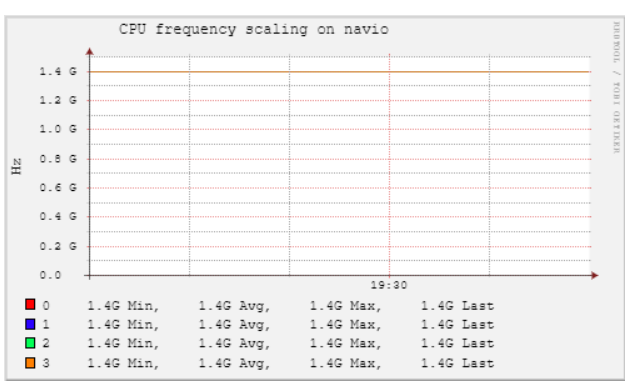 CPU frequency scaling on navio
RRDTOOL / TOBI OETIKER
Hz
1.4 G
1.2 G
1.0 G
0.8 G
0.6 G
0.4 G
0.2 G
0.0
19:30
0 1.4G Min, 1.4G Avg, 1.4G Max, 1.4G Last
1 1.4G Min, 1.4G Avg, 1.4G Max, 1.4G Last
2 1.4G Min, 1.4G Avg, 1.4G Max, 1.4G Last
3 1.4G Min, 1.4G Avg, 1.4G Max, 1.4G Last